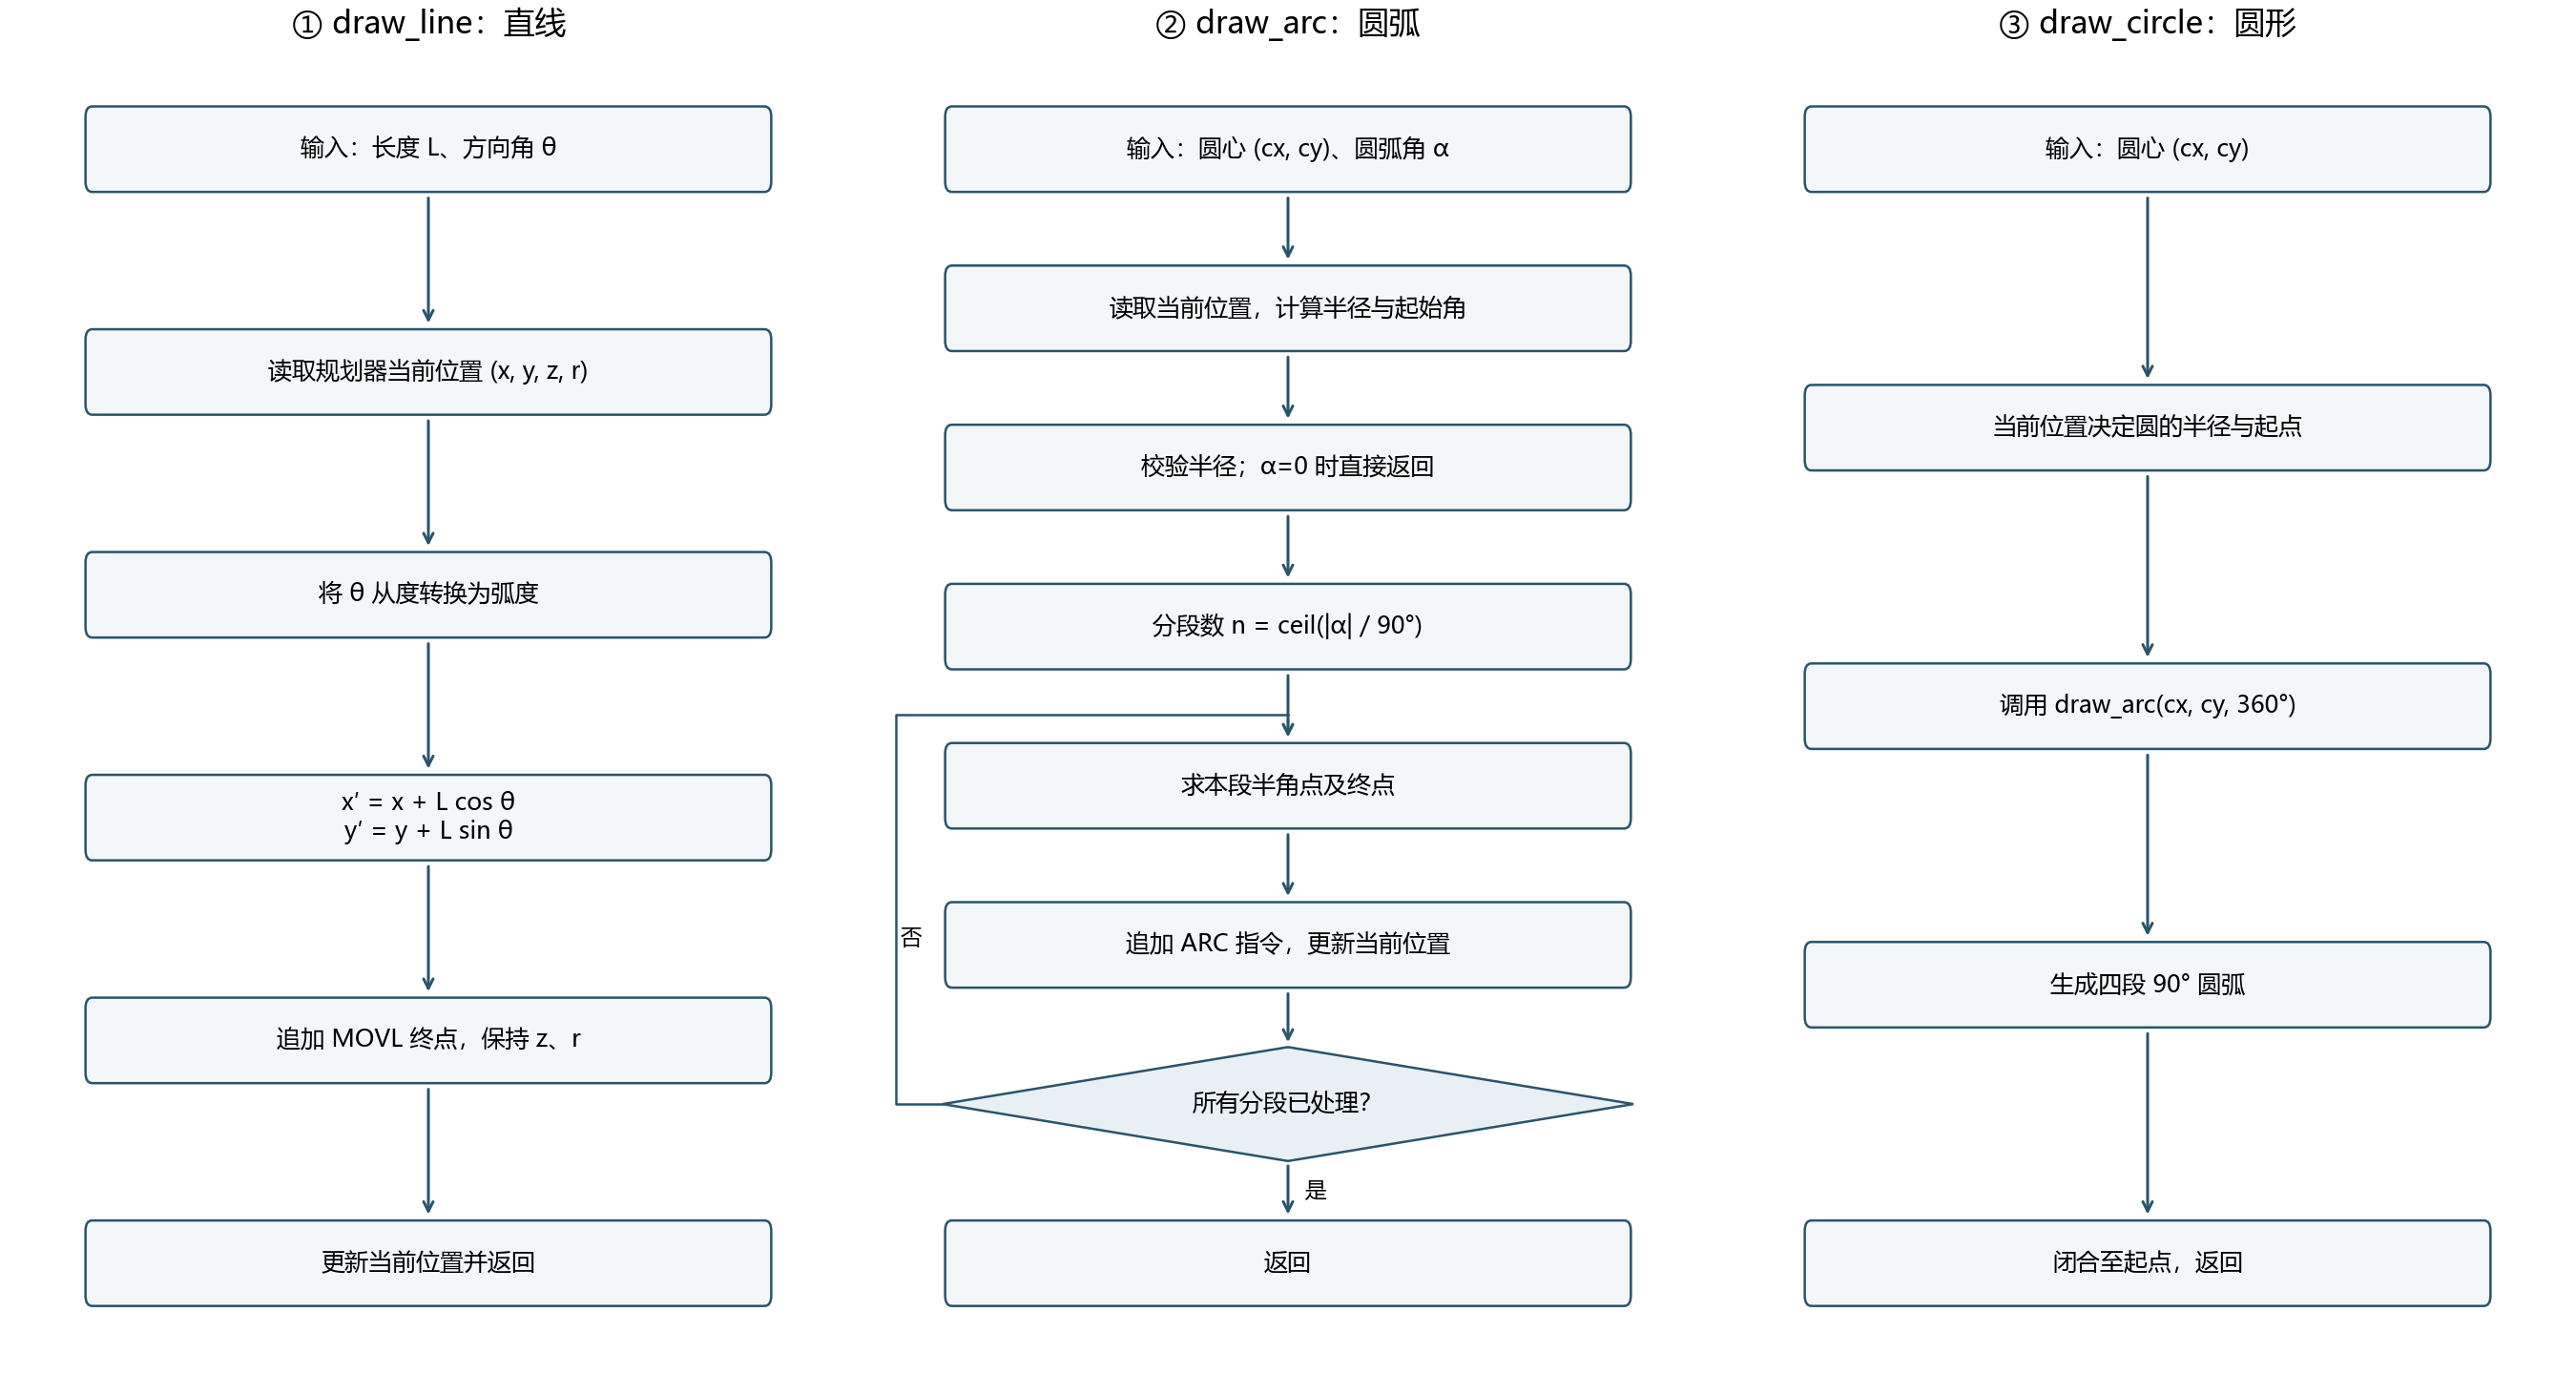 ① draw_line：直线
输入：长度 L、方向角 θ
读取规划器当前位置 (x, y, z, r)
将 θ 从度转换为弧度
x′ = x + L cos θ
y′ = y + L sin θ
追加 MOVL 终点，保持 z、r
更新当前位置并返回
② draw_arc：圆弧
输入：圆心 (cx, cy)、圆弧角 α
读取当前位置，计算半径与起始角
校验半径；α=0 时直接返回
分段数 n = ceil(|α| / 90°)
求本段半角点及终点
追加 ARC 指令，更新当前位置
否
所有分段已处理？
是
返回
③ draw_circle：圆形
输入：圆心 (cx, cy)
当前位置决定圆的半径与起点
调用 draw_arc(cx, cy, 360°)
生成四段 90° 圆弧
闭合至起点，返回